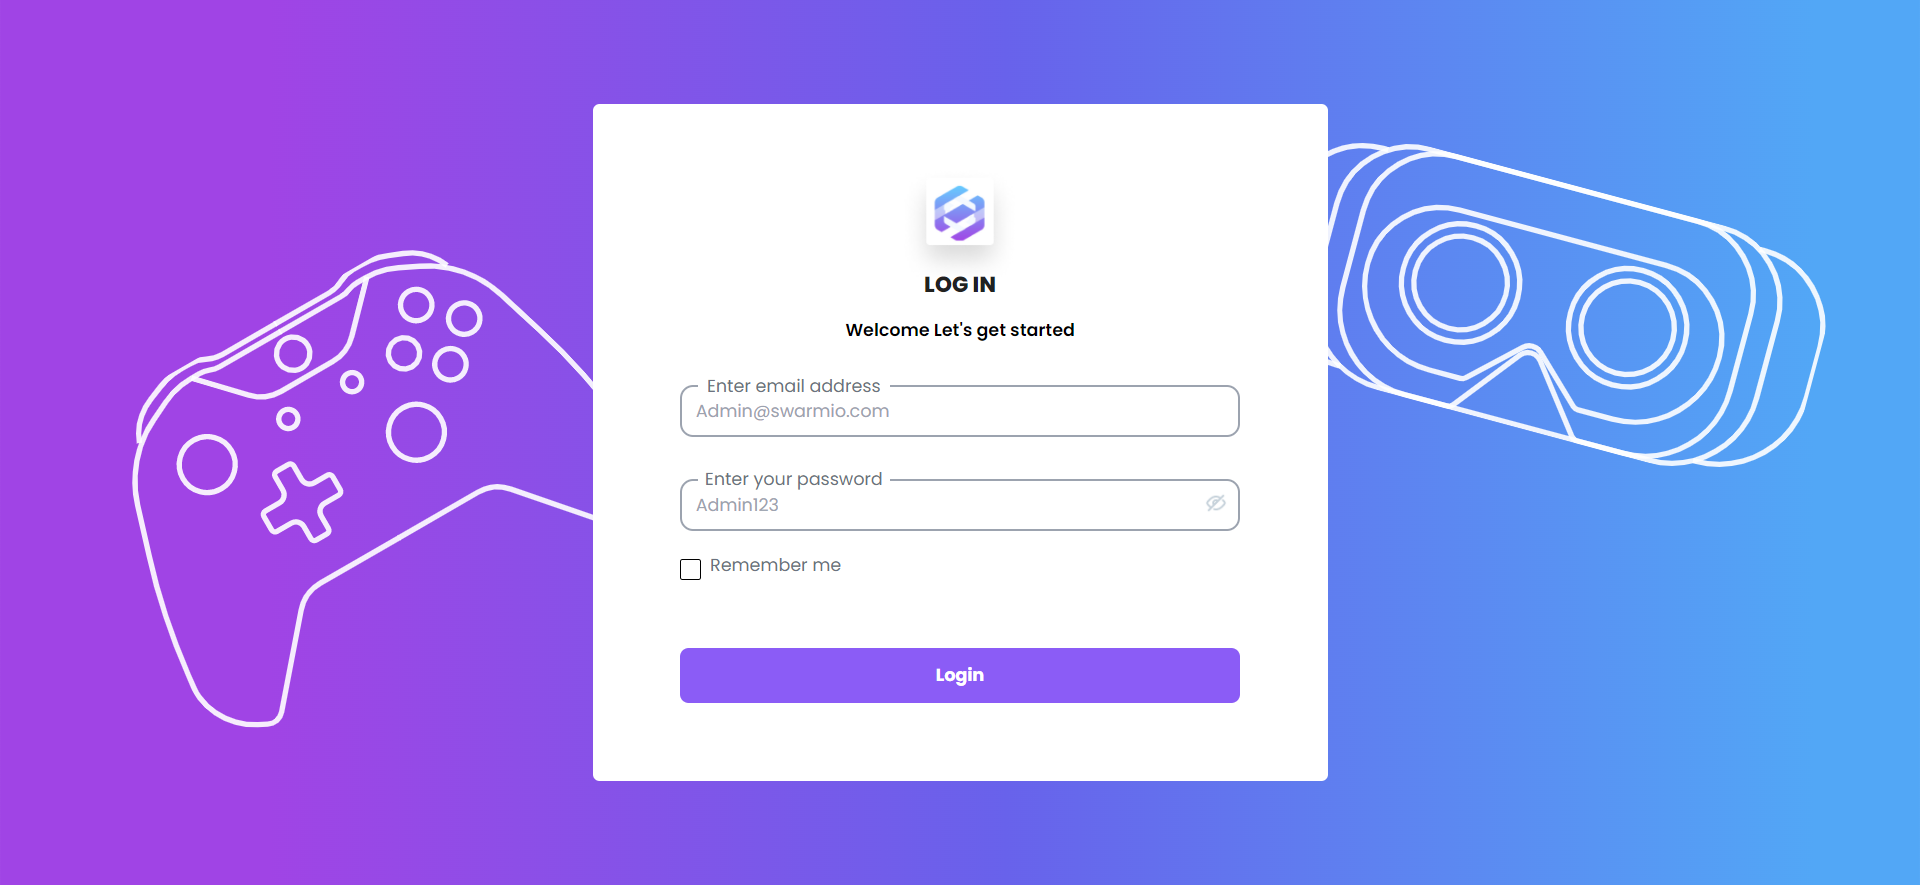 LOG IN
Welcome Let's get started
Enter email address
Admin@swarmio.com
Enter your password
Admin123
Remember me
Login